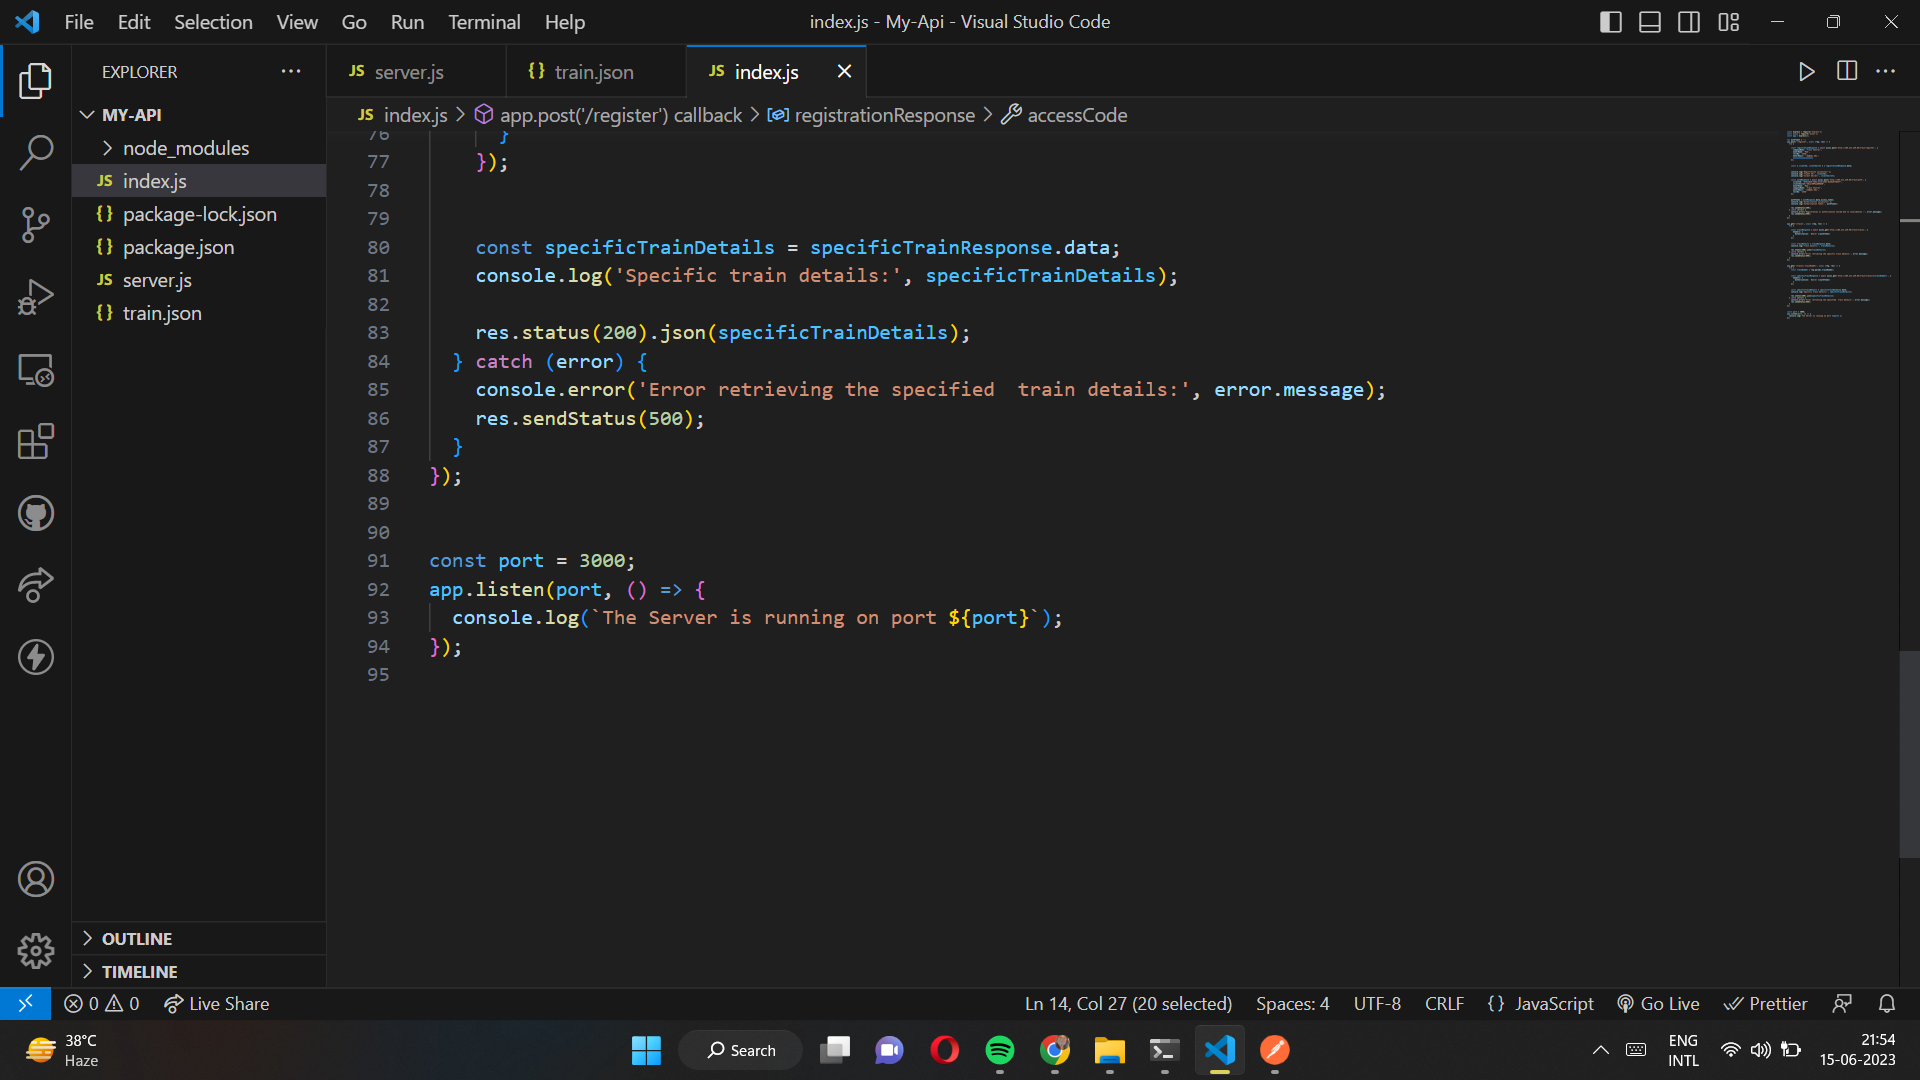 File Edit Selection View Go Run Terminal Help
index.js - My-Api - Visual Studio Code
EXPLORER
MY-API
node_modules
JS index.js
{} package-lock.json
{} package.json
JS server.js
{} train.json
OUTLINE
TIMELINE
JS server.js
{} train.json
JS index.js
JS index.js > app.post('/register') callback > registrationResponse > accessCode
76 }
77 });
78
79
80 const specificTrainDetails = specificTrainResponse.data;
81 console.log('Specific train details:', specificTrainDetails);
82
83 res.status(200).json(specificTrainDetails);
84 } catch (error) {
85 console.error('Error retrieving the specified  train details:', error.message);
86 res.sendStatus(500);
87 }
88 });
89
90
91 const port = 3000;
92 app.listen(port, () => {
93 console.log(`The Server is running on port ${port}`);
94 });
95
0 0 Live Share
Ln 14, Col 27 (20 selected) Spaces: 4 UTF-8 CRLF {} JavaScript Go Live Prettier
38°C
Haze
Search
ENG
INTL
21:54
15-06-2023